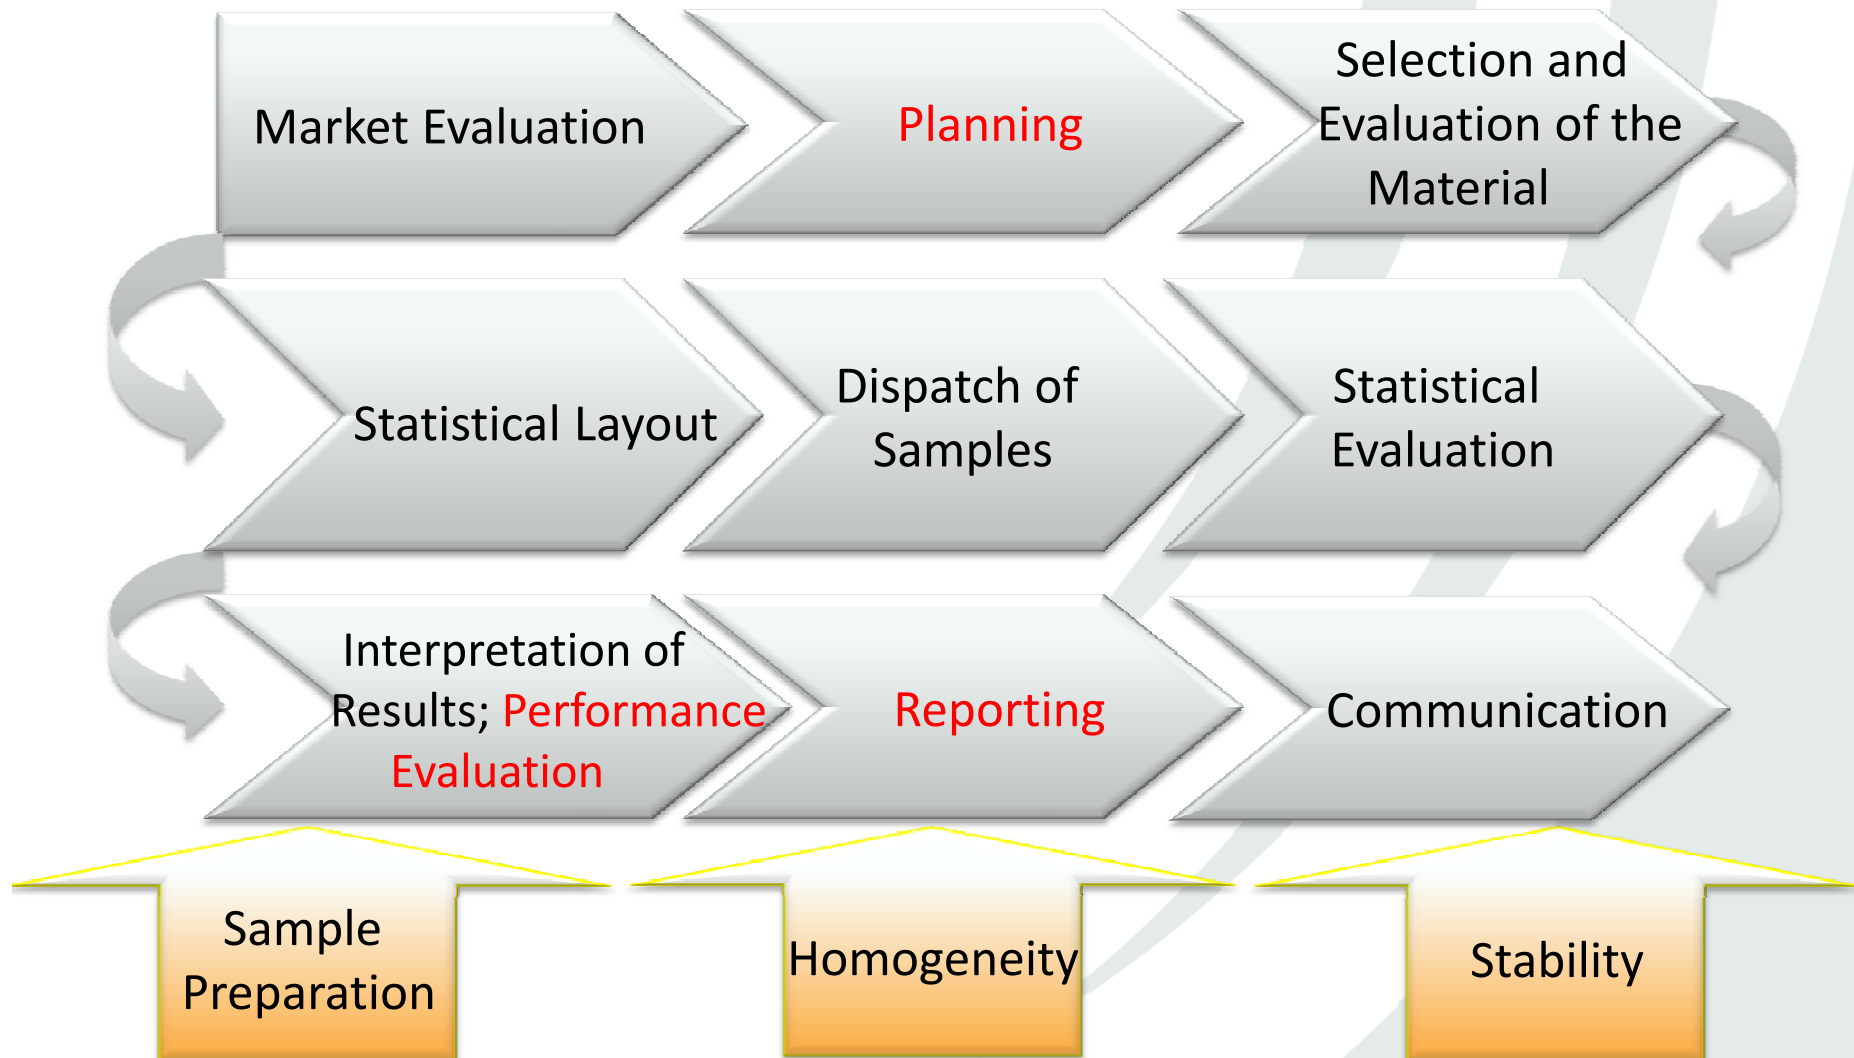 Market Evaluation
Planning
Selection and
Evaluation of the
Material
Statistical Layout
Dispatch of
Samples
Statistical
Evaluation
Interpretation of
Results; Performance
Evaluation
Reporting
Communication
Sample
Preparation
Homogeneity
Stability